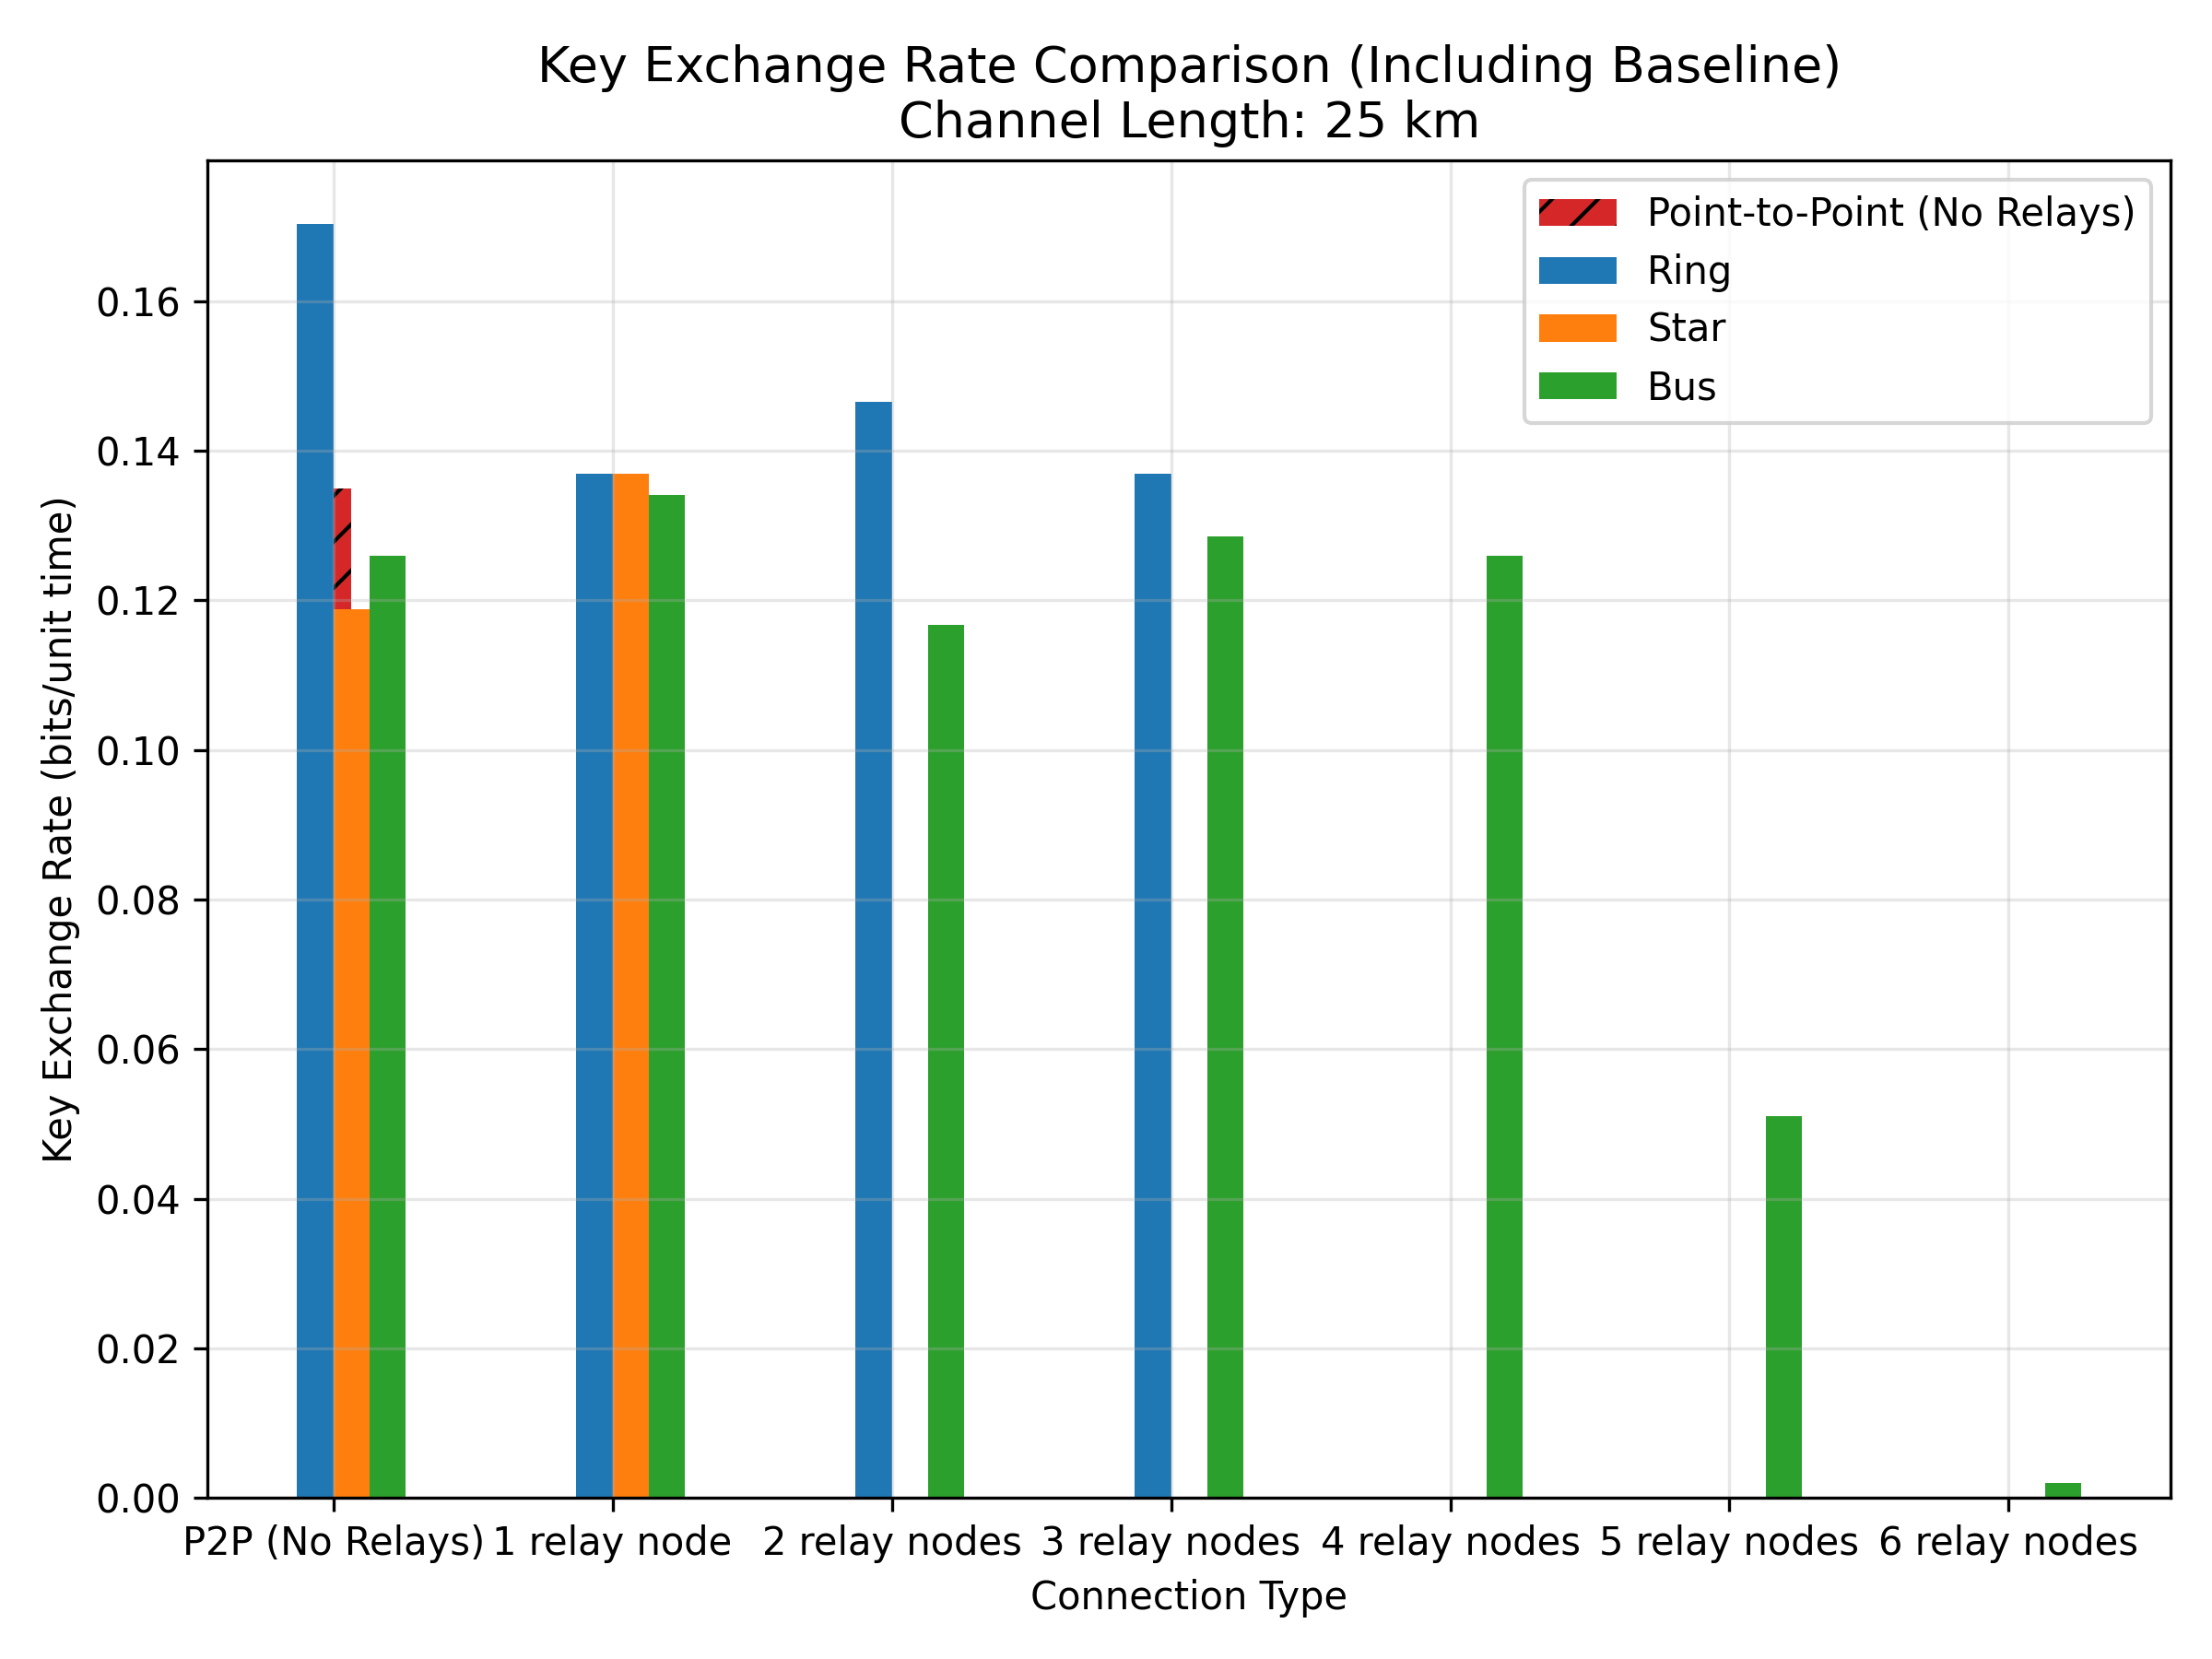 Key Exchange Rate Comparison (Including Baseline)
Channel Length: 25 km
Point-to-Point (No Relays)
Ring
Star
Bus
Key Exchange Rate (bits/unit time)
0.16
0.14
0.12
0.10
0.08
0.06
0.04
0.02
0.00
P2P (No Relays)
1 relay node
2 relay nodes
3 relay nodes
4 relay nodes
5 relay nodes
6 relay nodes
Connection Type